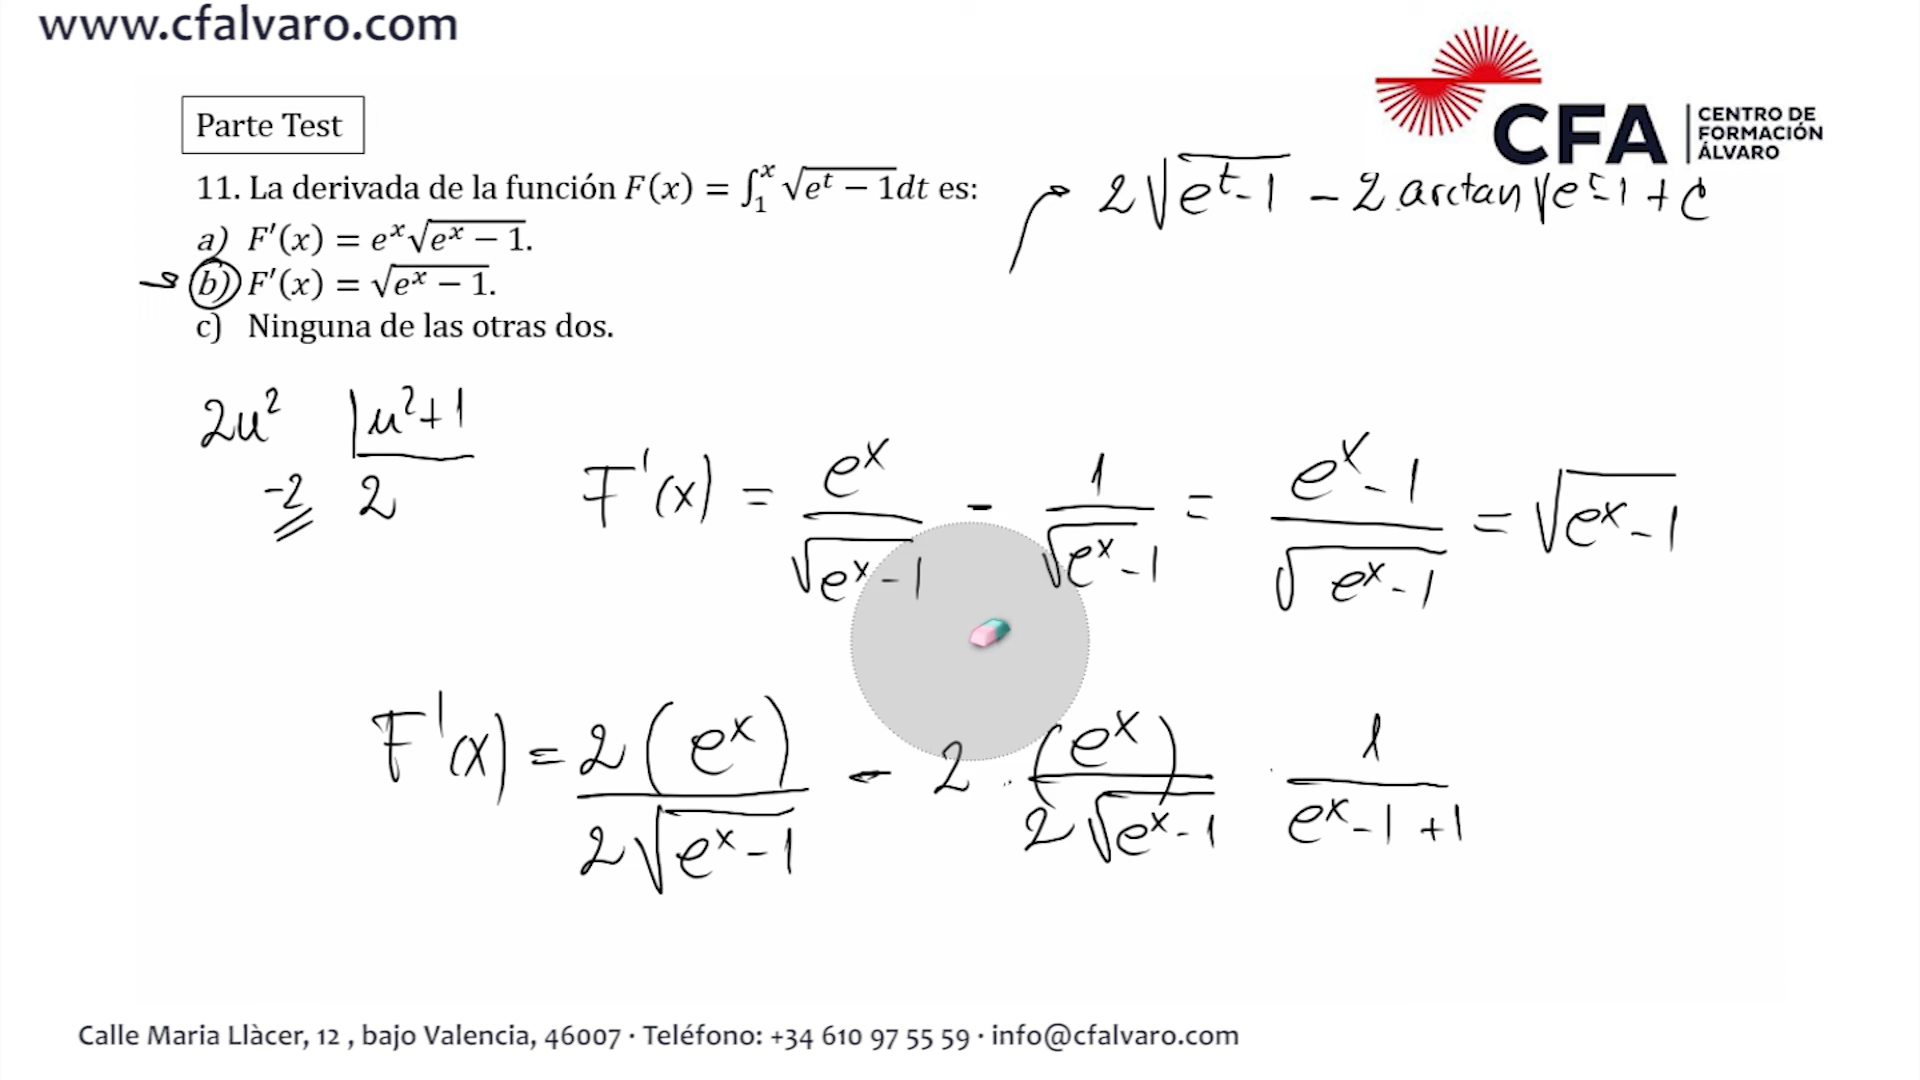 www.cfalvaro.com
CFA CENTRO DE FORMACIÓN ÁLVARO
Parte Test
11. La derivada de la función F(x) = ∫₁ˣ √(eᵗ − 1)dt es:
2√(eᵗ-1) - 2 arctan √(eᵗ-1) + C
a) F′(x) = eˣ√(eˣ − 1).
b) F′(x) = √(eˣ − 1).
c) Ninguna de las otras dos.
2u² |u²+1
-2 2
F'(x) = eˣ/√(eˣ-1) - 1/√(eˣ-1) = (eˣ-1)/√(eˣ-1) = √(eˣ-1)
F'(x) = 2(eˣ)/(2√(eˣ-1)) - 2 · (eˣ)/(2√(eˣ-1)) · 1/(eˣ-1+1)
Calle Maria Llàcer, 12 , bajo Valencia, 46007 · Teléfono: +34 610 97 55 59 · info@cfalvaro.com